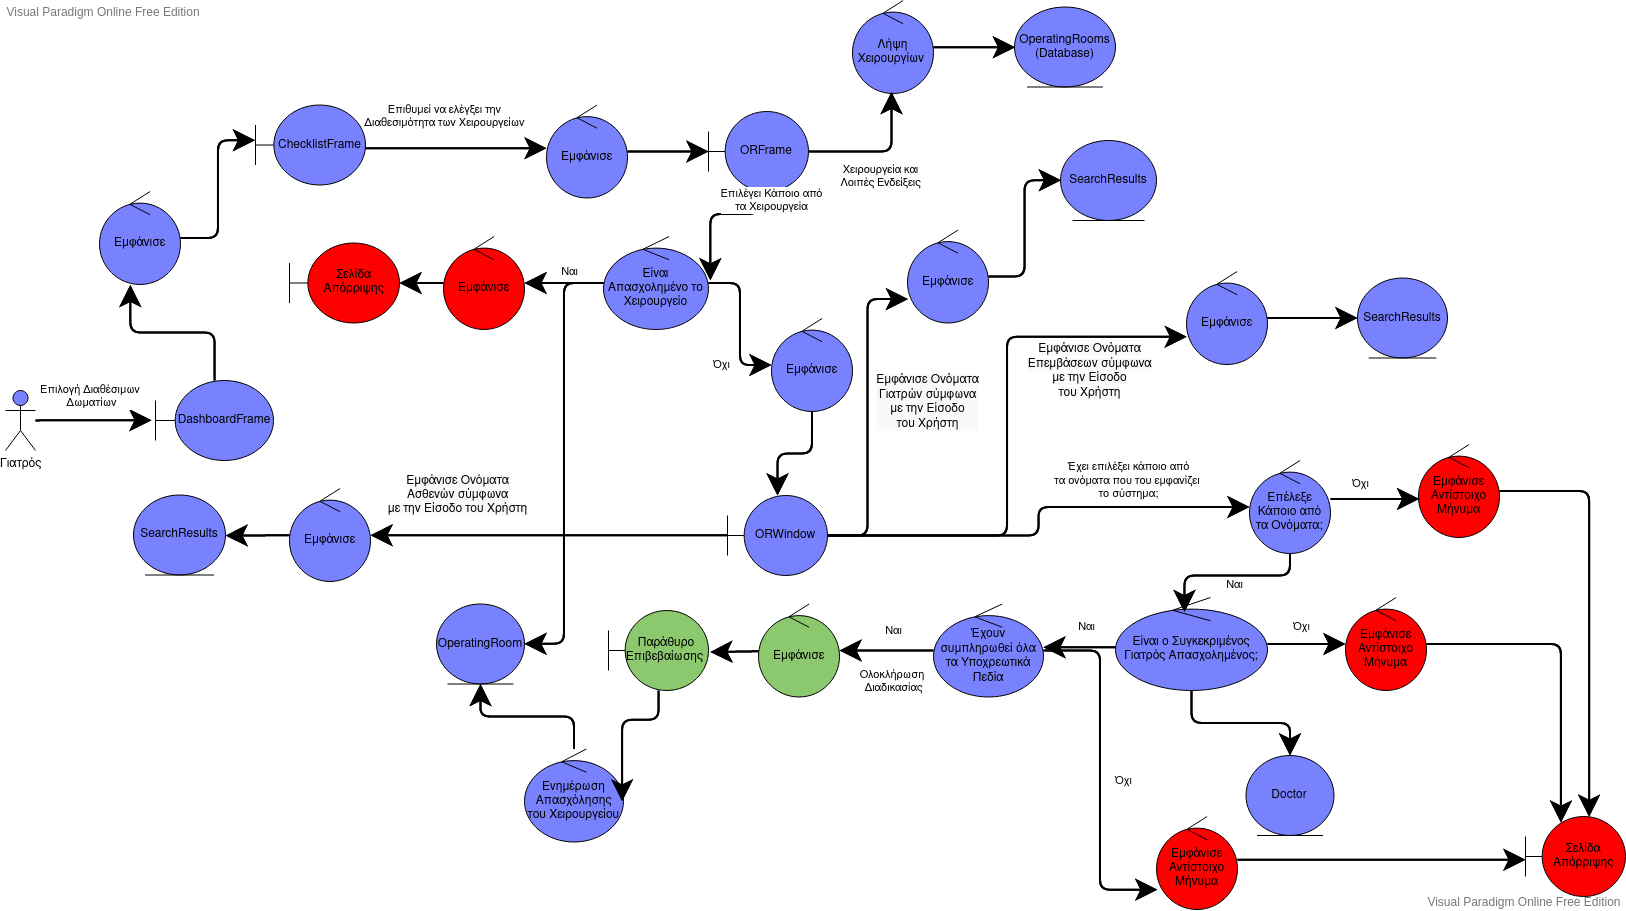 Visual Paradigm Online Free Edition
Λήψη
Χειρουργίων
OperatingRooms
(Database)
Επιθυμεί να ελέγξει την
Διαθεσιμότητα των Χειρουργείων
ChecklistFrame
Εμφάνισε
ORFrame
Χειρουργεία και
Λοιπές Ενδείξεις
Επιλέγει Κάποιο από
τα Χειρουργεία
SearchResults
Εμφάνισε
Σελίδα
Απόρριψης
Εμφάνισε
Ναι
Είναι
Απασχολημένο το
Χειρουργείο
Εμφάνισε
Εμφάνισε
SearchResults
Όχι
Εμφάνισε
Εμφάνισε Ονόματα
Γιατρών σύμφωνα
με την Είσοδο
του Χρήστη
Εμφάνισε Ονόματα
Επεμβάσεων σύμφωνα
με την Είσοδο
του Χρήστη
Επιλογή Διαθέσιμων
Δωματίων
DashboardFrame
Γιατρός
Εμφάνισε Ονόματα
Ασθενών σύμφωνα
με την Είσοδο του Χρήστη
Έχει επιλέξει κάποιο από
τα ονόματα που του εμφανίζει
το σύστημα;
Επέλεξε
Κάποιο από
τα Ονόματα;
Όχι
Εμφάνισε
Αντίστοιχο
Μήνυμα
SearchResults
Εμφάνισε
ORWindow
Ναι
OperatingRoom
Παράθυρο
Επιβεβαίωσης
Εμφάνισε
Ναι
Ολοκλήρωση
Διαδικασίας
Έχουν
συμπληρωθεί όλα
τα Υποχρεωτικά
Πεδία
Ναι
Είναι ο Συγκεκριμένος
Γιατρός Απασχολημένος;
Όχι
Εμφάνισε
Αντίστοιχο
Μήνυμα
Ενημέρωση
Απασχόλησης
του Χειρουργείου
Όχι
Doctor
Εμφάνισε
Αντίστοιχο
Μήνυμα
Σελίδα
Απόρριψης
Visual Paradigm Online Free Edition